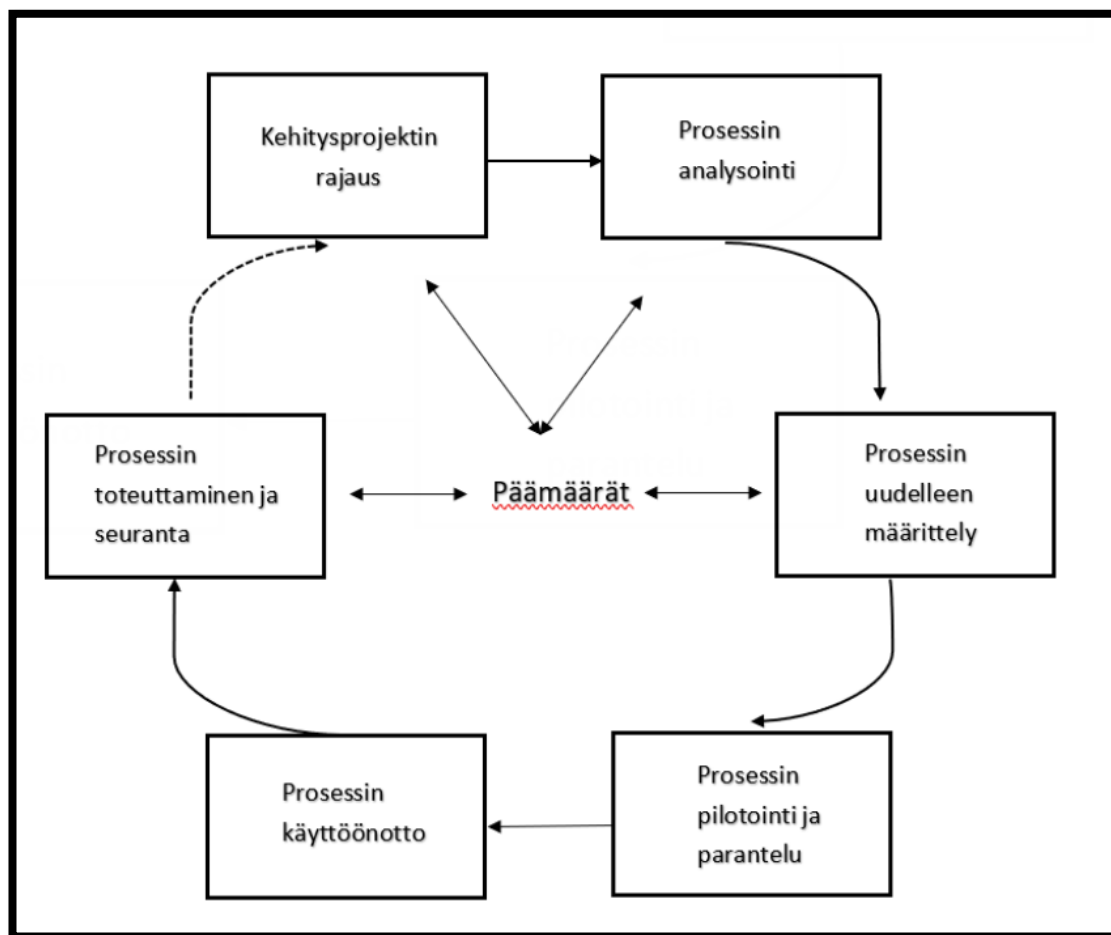 Kehitysprojektin
rajaus
Prosessin
analysointi
Prosessin
toteuttaminen ja
seuranta
Päämäärät
Prosessin
uudelleen
määrittely
Prosessin
käyttöönotto
Prosessin
pilotointi ja
parantelu